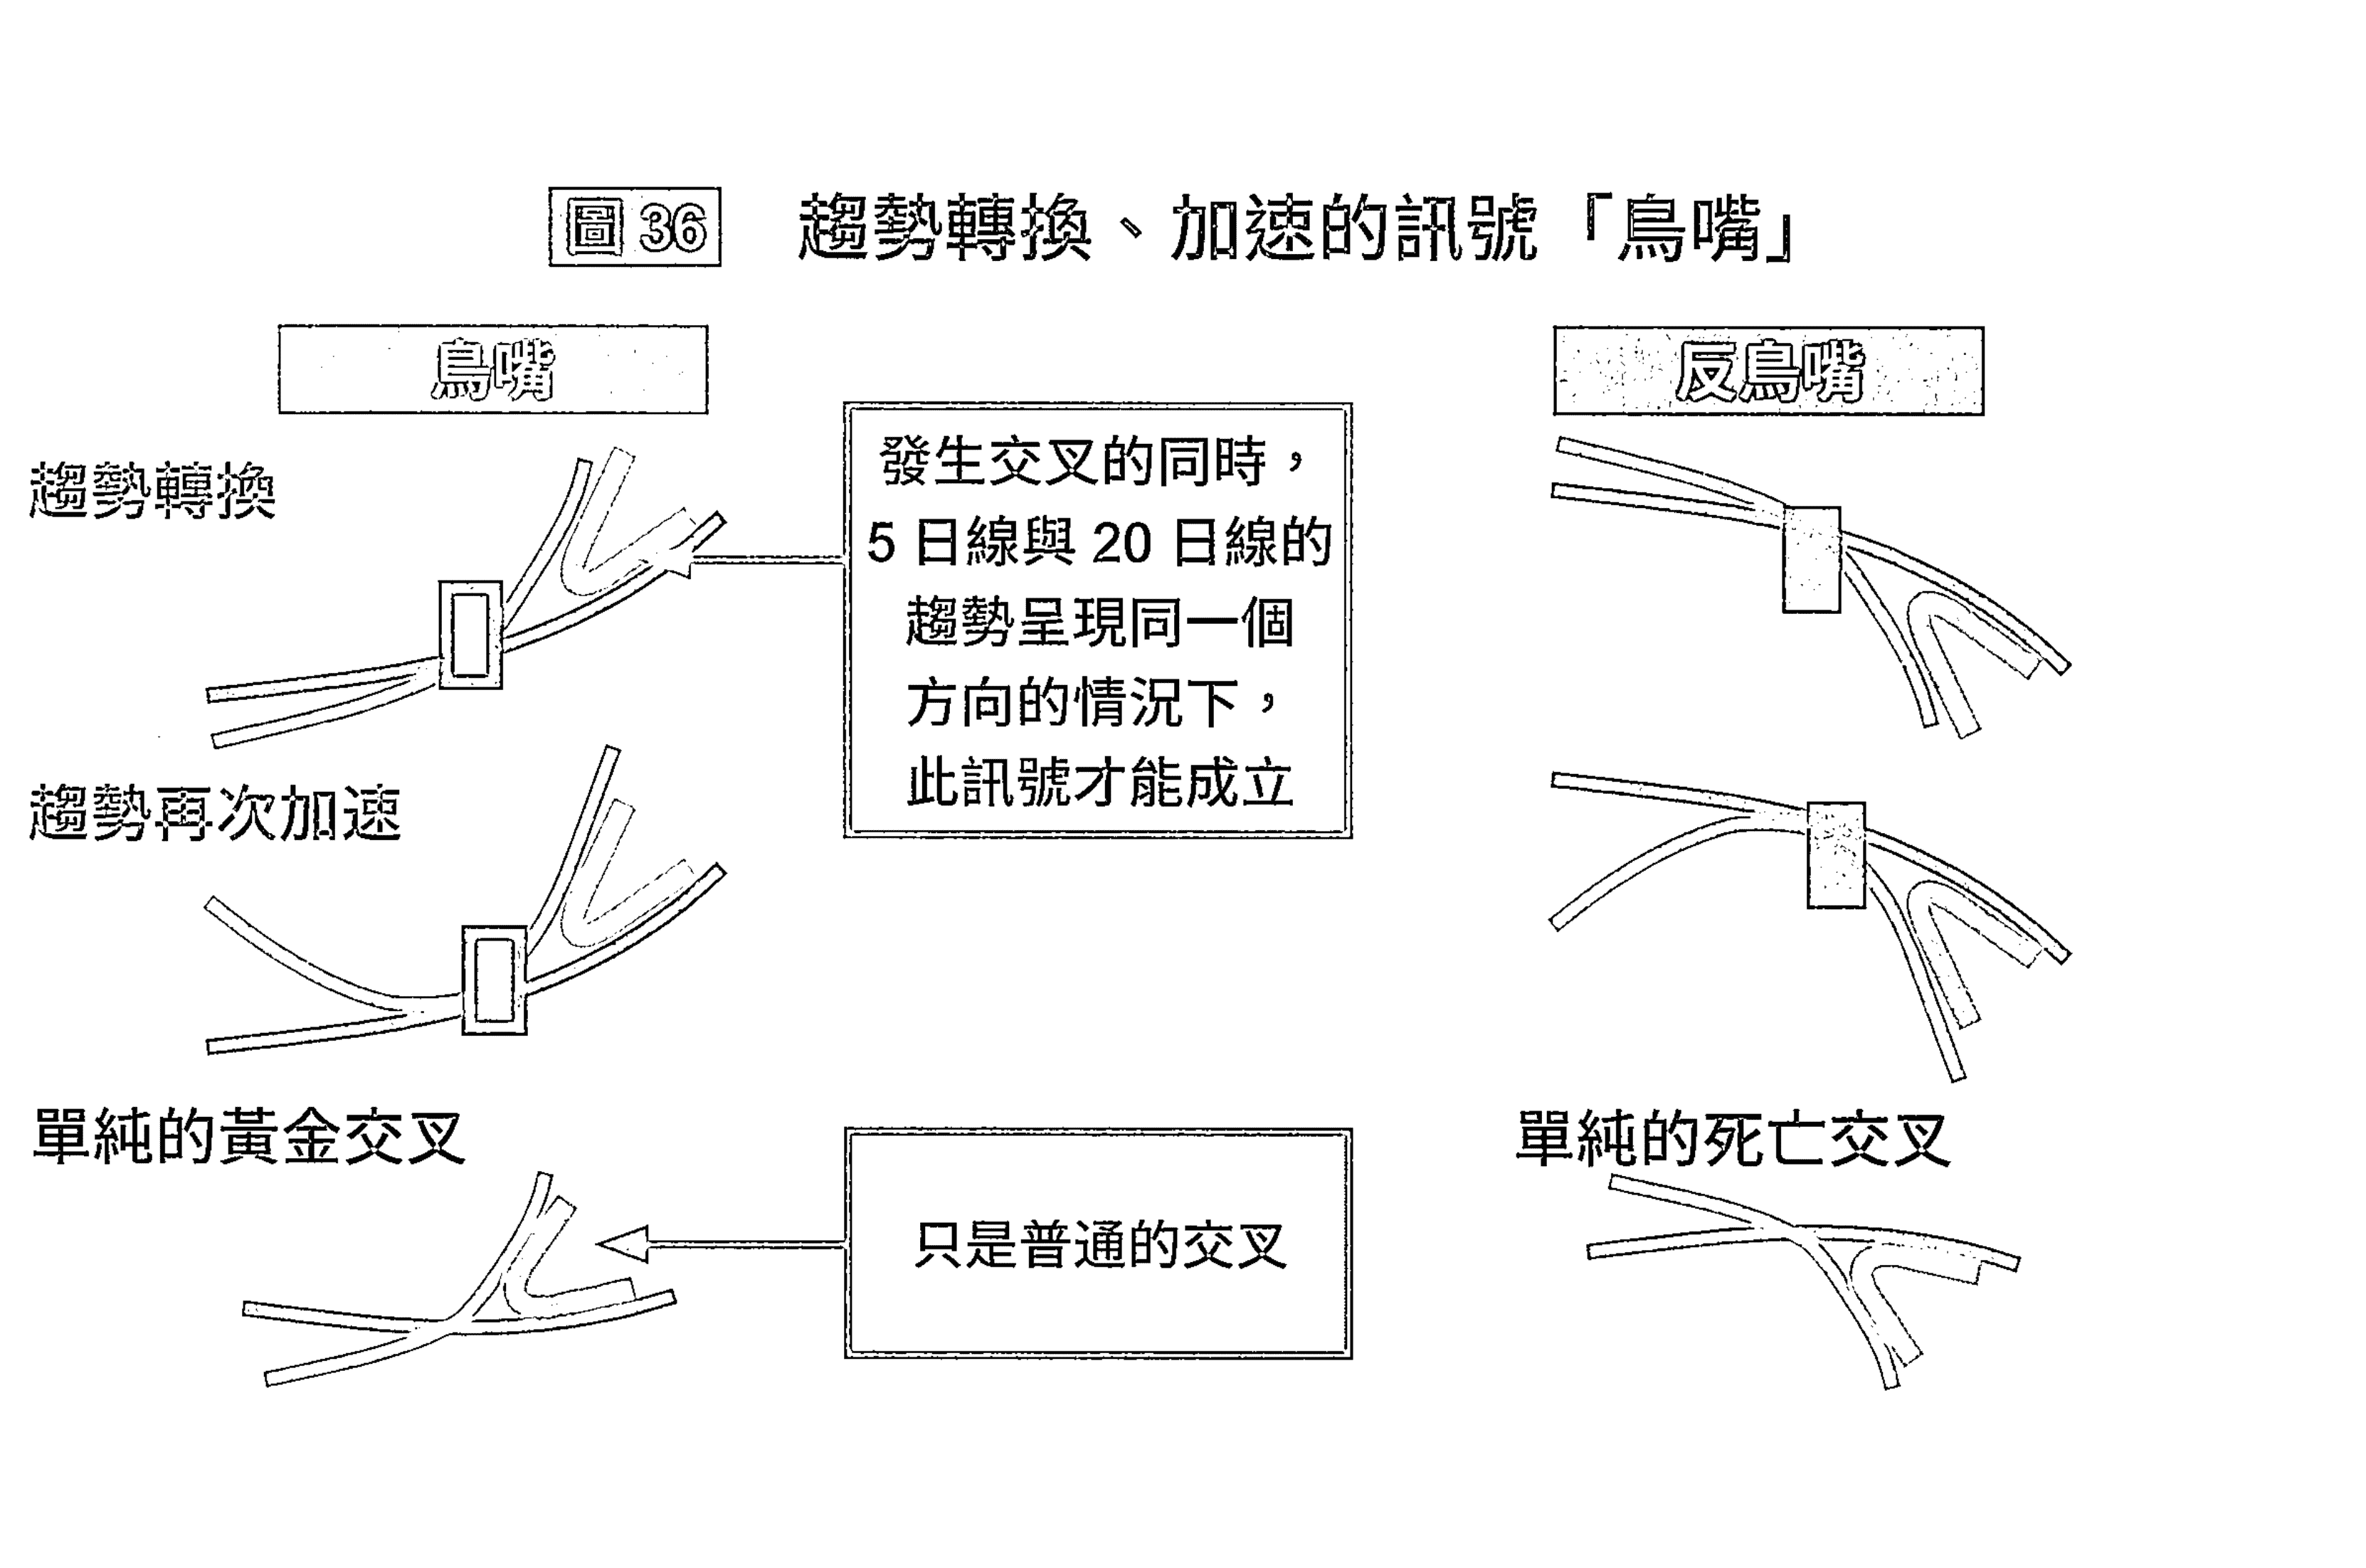 圖 36 趨勢轉換、加速的訊號「鳥嘴」
鳥嘴
反鳥嘴
趨勢轉換
發生交叉的同時，
5 日線與 20 日線的
趨勢呈現同一個
方向的情況下，
此訊號才能成立
趨勢再次加速
單純的黃金交叉
只是普通的交叉
單純的死亡交叉